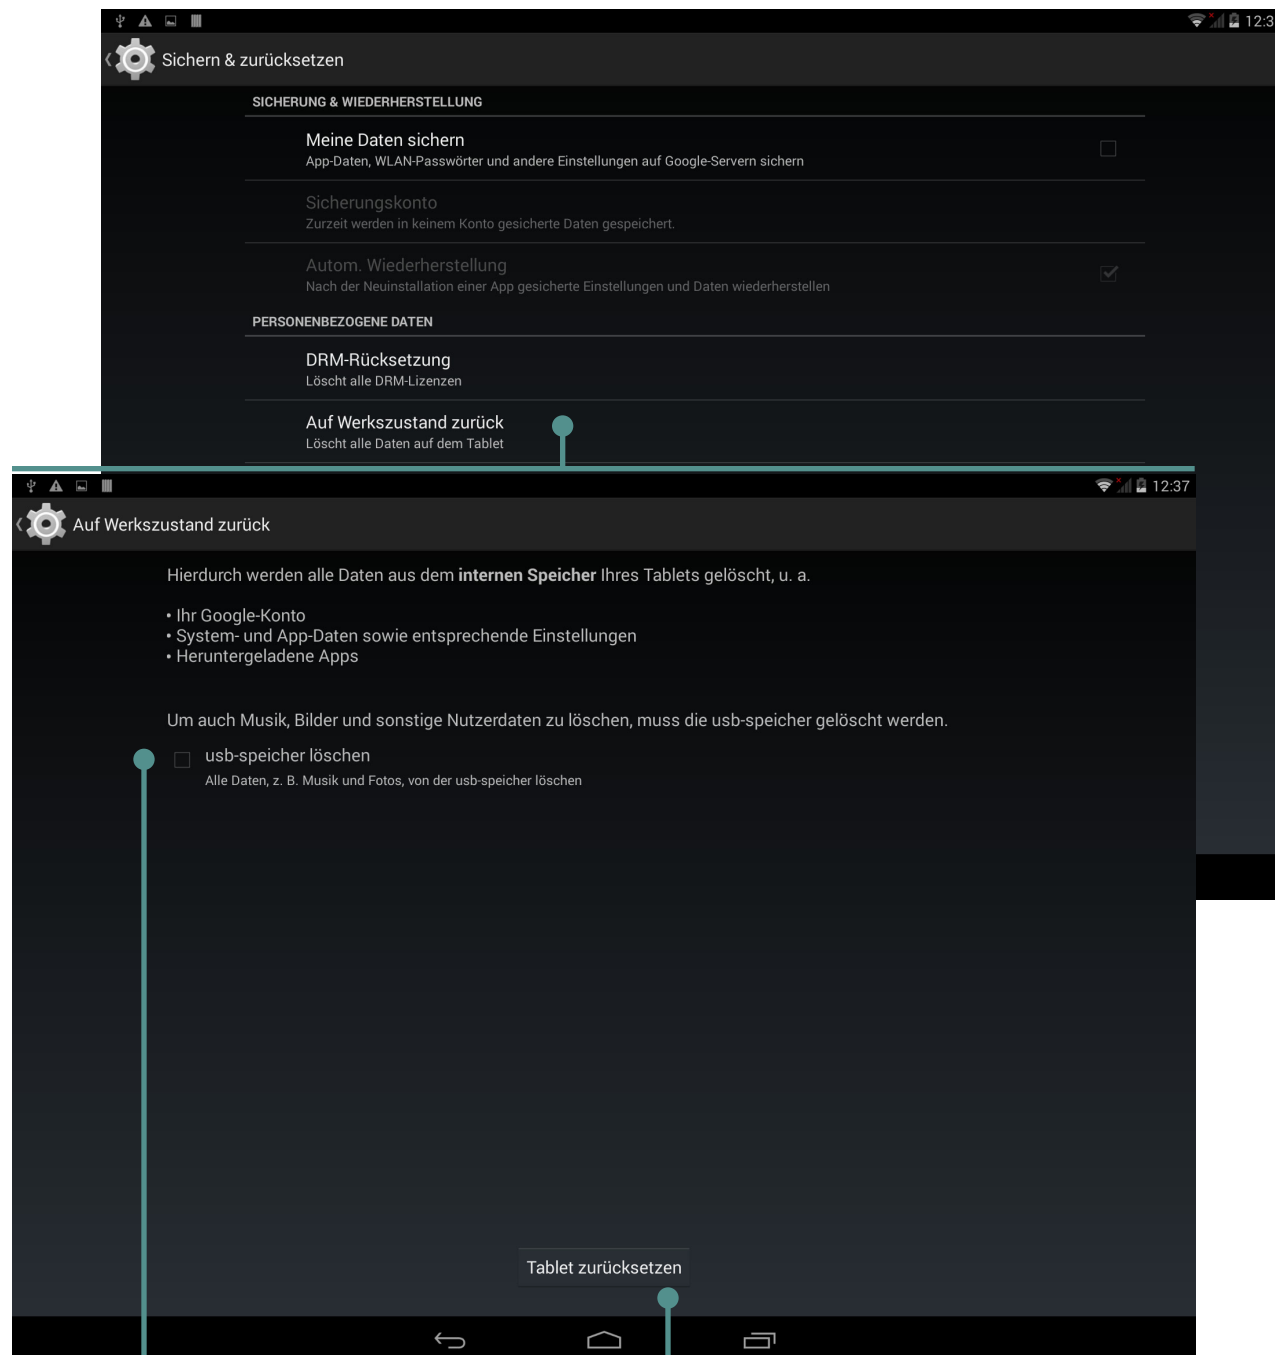 12:3
Sichern & zurücksetzen
SICHERUNG & WIEDERHERSTELLUNG
Meine Daten sichern
App-Daten, WLAN-Passwörter und andere Einstellungen auf Google-Servern sichern
Sicherungskonto
Zurzeit werden in keinem Konto gesicherte Daten gespeichert.
Autom. Wiederherstellung
Nach der Neuinstallation einer App gesicherte Einstellungen und Daten wiederherstellen
PERSONENBEZOGENE DATEN
DRM-Rücksetzung
Löscht alle DRM-Lizenzen
Auf Werkszustand zurück
Löscht alle Daten auf dem Tablet
12:37
Auf Werkszustand zurück
Hierdurch werden alle Daten aus dem internen Speicher Ihres Tablets gelöscht, u. a.
• Ihr Google-Konto
• System- und App-Daten sowie entsprechende Einstellungen
• Heruntergeladene Apps
Um auch Musik, Bilder und sonstige Nutzerdaten zu löschen, muss die usb-speicher gelöscht werden.
usb-speicher löschen
Alle Daten, z. B. Musik und Fotos, von der usb-speicher löschen
Tablet zurücksetzen